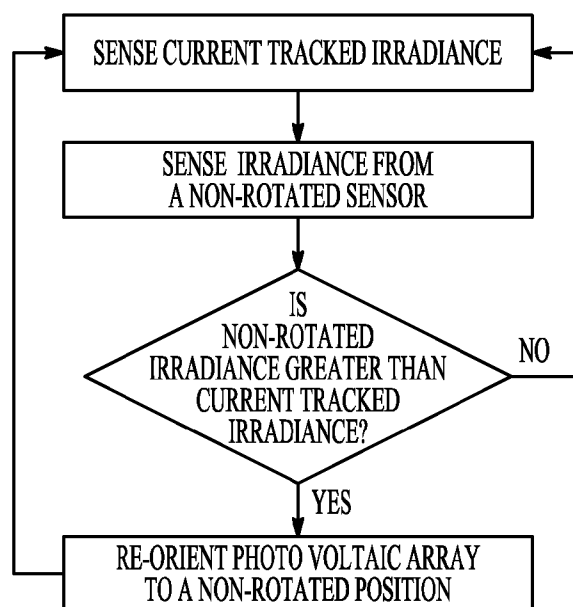 SENSE CURRENT TRACKED IRRADIANCE
SENSE IRRADIANCE FROM
A NON-ROTATED SENSOR
IS
NON-ROTATED
IRRADIANCE GREATER THAN
CURRENT TRACKED
IRRADIANCE?
NO
YES
RE-ORIENT PHOTO VOLTAIC ARRAY
TO A NON-ROTATED POSITION